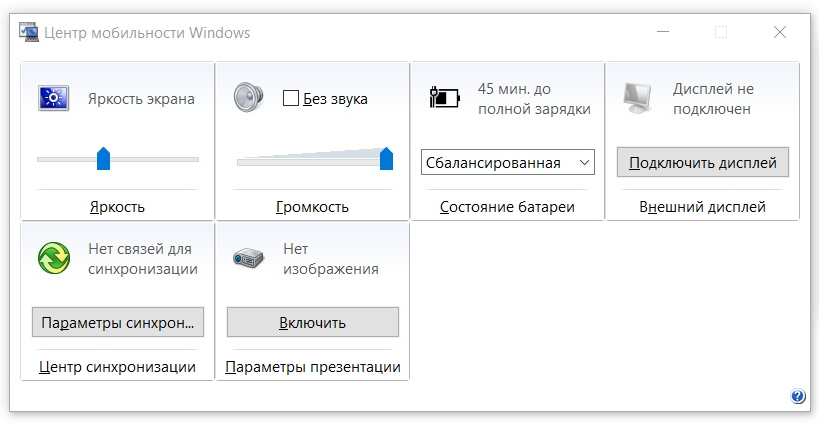 Центр мобильности Windows
Яркость экрана
Яркость
Без звука
Громкость
45 мин. до
полной зарядки
Сбалансированная
Состояние батареи
Дисплей не
подключен
Подключить дисплей
Внешний дисплей
Нет связей для
синхронизации
Параметры синхрон...
Центр синхронизации
Нет
изображения
Включить
Параметры презентации